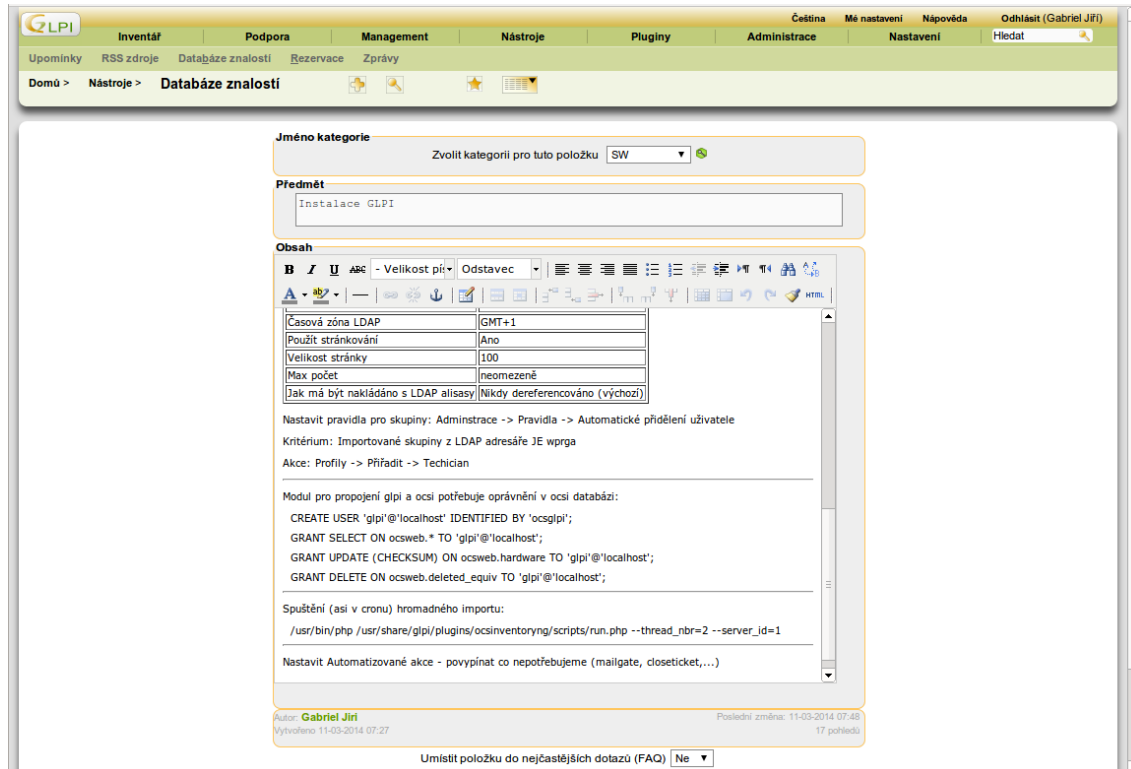 GLPI
Čeština Mé nastavení Nápověda Odhlásit (Gabriel Jiří)
Inventář Podpora Management Nástroje Pluginy Administrace Nastavení Hledat
Upomínky RSS zdroje Databáze znalostí Rezervace Zprávy
Domů > Nástroje > Databáze znalostí
Jméno kategorie
Zvolit kategorii pro tuto položku SW
Předmět
Instalace GLPI
Obsah
B I U ABC - Velikost pís Odstavec
A ab HTML
Časová zóna LDAP GMT+1
Použít stránkování Ano
Velikost stránky 100
Max počet neomezeně
Jak má být nakládáno s LDAP alisasy Nikdy dereferencováno (výchozí)
Nastavit pravidla pro skupiny: Adminstrace -> Pravidla -> Automatické přidělení uživatele
Kritérium: Importované skupiny z LDAP adresáře JE wprga
Akce: Profily -> Přiřadit -> Techician
Modul pro propojení glpi a ocsi potřebuje oprávnění v ocsi databázi:
CREATE USER 'glpi'@'localhost' IDENTIFIED BY 'ocsglpi';
GRANT SELECT ON ocsweb.* TO 'glpi'@'localhost';
GRANT UPDATE (CHECKSUM) ON ocsweb.hardware TO 'glpi'@'localhost';
GRANT DELETE ON ocsweb.deleted_equiv TO 'glpi'@'localhost';
Spuštění (asi v cronu) hromadného importu:
/usr/bin/php /usr/share/glpi/plugins/ocsinventoryng/scripts/run.php --thread_nbr=2 --server_id=1
Nastavit Automatizované akce - povypínat co nepotřebujeme (mailgate, closeticket,...)
Autor: Gabriel Jiri Poslední změna: 11-03-2014 07:48
Vytvořeno 11-03-2014 07:27 17 pohledů
Umístit položku do nejčastějších dotazů (FAQ) Ne